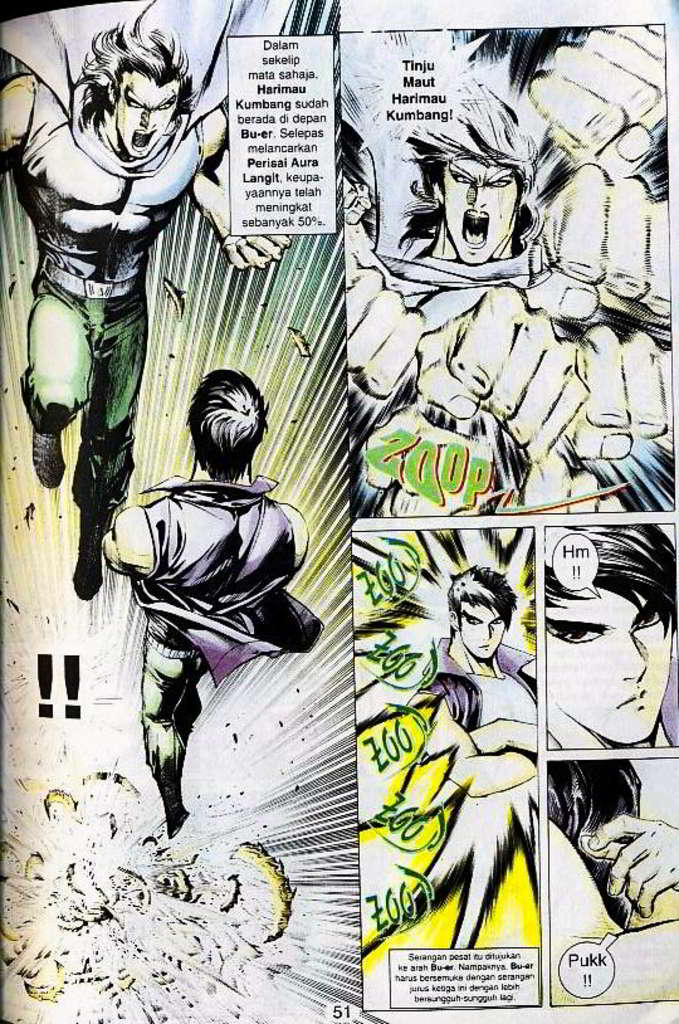 Dalam
sekelip
mata sahaja.
Harimau
Kumbang sudah
berada di depan
Bu-er. Selepas
melancarkan
Perisai Aura
Langit, keupa-
yaannya telah
meningkat
sebanyak 50%.
Tinju
Maut
Harimau
Kumbang!
ZOOP
!!
ZOO
ZOO
ZOO
ZOO
ZOO
Serangan pesat itu ditujukan
ke arah Bu-er. Nampaknya, Bu-er
harus bersemuka dengan serangan
jurus ketiga ini dengan lebih
bersungguh-sungguh lagi.
Hm
!!
Pukk
!!
51